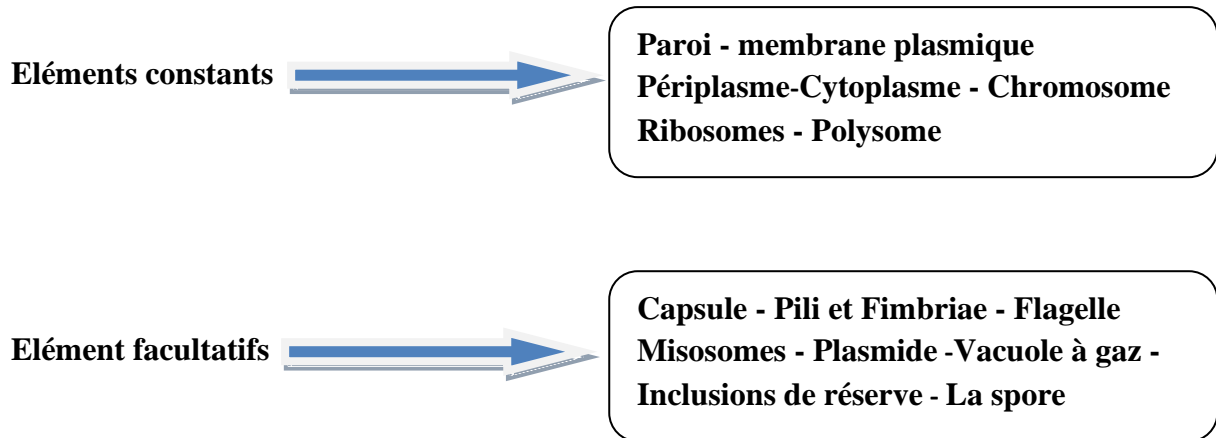 Eléments constants
Paroi - membrane plasmique
Périplasme-Cytoplasme - Chromosome
Ribosomes - Polysome
Elément facultatifs
Capsule - Pili et Fimbriae - Flagelle
Misosomes - Plasmide -Vacuole à gaz -
Inclusions de réserve - La spore